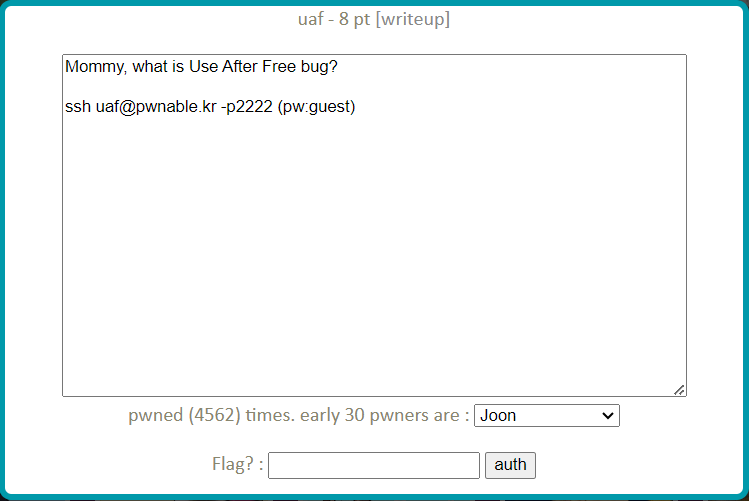 uaf - 8 pt [writeup]
Mommy, what is Use After Free bug?
ssh uaf@pwnable.kr -p2222 (pw:guest)
pwned (4562) times. early 30 pwners are : Joon
Flag? : auth